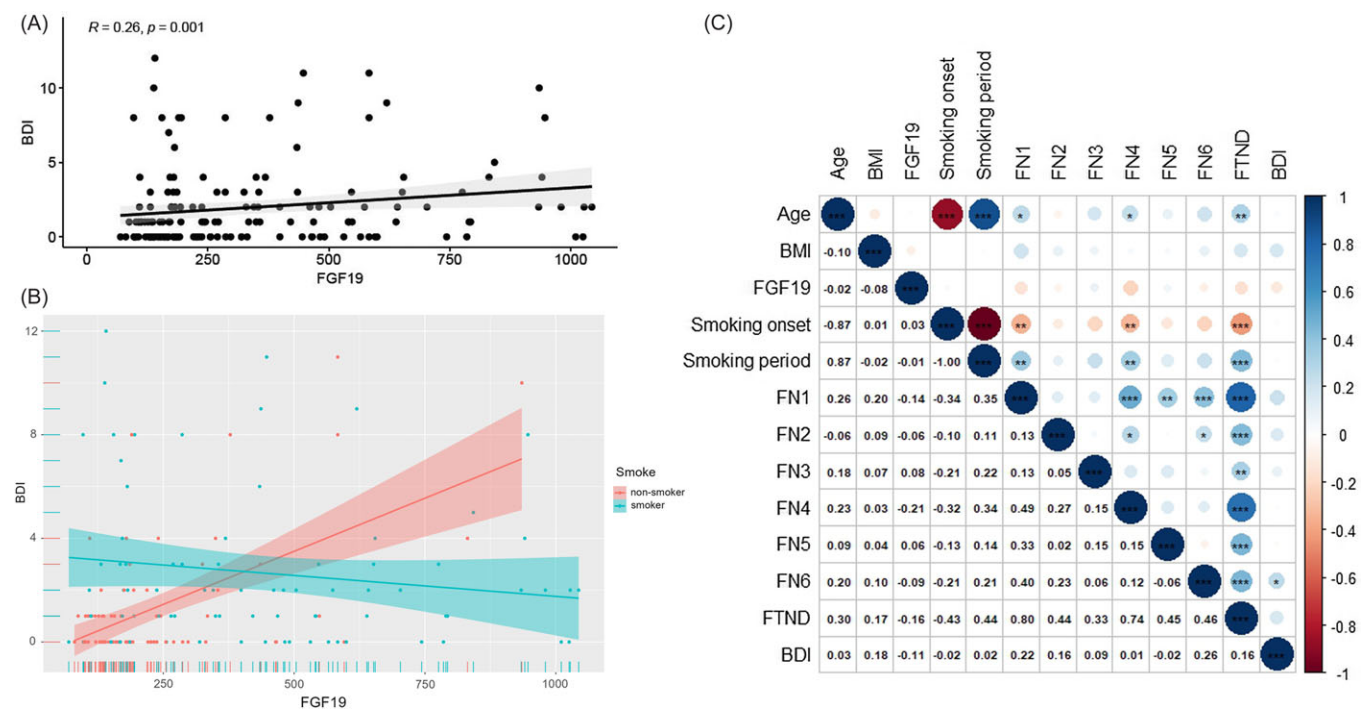 (A)
R = 0.26, p = 0.001
BDI
10
5
0
0 250 500 750 1000
FGF19
(B)
BDI
12
8
4
0
250 500 750 1000
FGF19
Smoke
non-smoker
smoker
(C)
Age BMI FGF19 Smoking onset Smoking period FN1 FN2 FN3 FN4 FN5 FN6 FTND BDI
Age *** *** *** * * **
BMI -0.10 ***
FGF19 -0.02 -0.08 ***
Smoking onset -0.87 0.01 0.03 *** *** ** ** ***
Smoking period 0.87 -0.02 -0.01 -1.00 *** ** ** ***
FN1 0.26 0.20 -0.14 -0.34 0.35 *** *** ** *** ***
FN2 -0.06 0.09 -0.06 -0.10 0.11 0.13 *** * * ***
FN3 0.18 0.07 0.08 -0.21 0.22 0.13 0.05 *** **
FN4 0.23 0.03 -0.21 -0.32 0.34 0.49 0.27 0.15 *** ***
FN5 0.09 0.04 0.06 -0.13 0.14 0.33 0.02 0.15 0.15 *** ***
FN6 0.20 0.10 -0.09 -0.21 0.21 0.40 0.23 0.06 0.12 -0.06 *** *** *
FTND 0.30 0.17 -0.16 -0.43 0.44 0.80 0.44 0.33 0.74 0.45 0.46 ***
BDI 0.03 0.18 -0.11 -0.02 0.02 0.22 0.16 0.09 0.01 -0.02 0.26 0.16 ***
1
0.8
0.6
0.4
0.2
0
-0.2
-0.4
-0.6
-0.8
-1